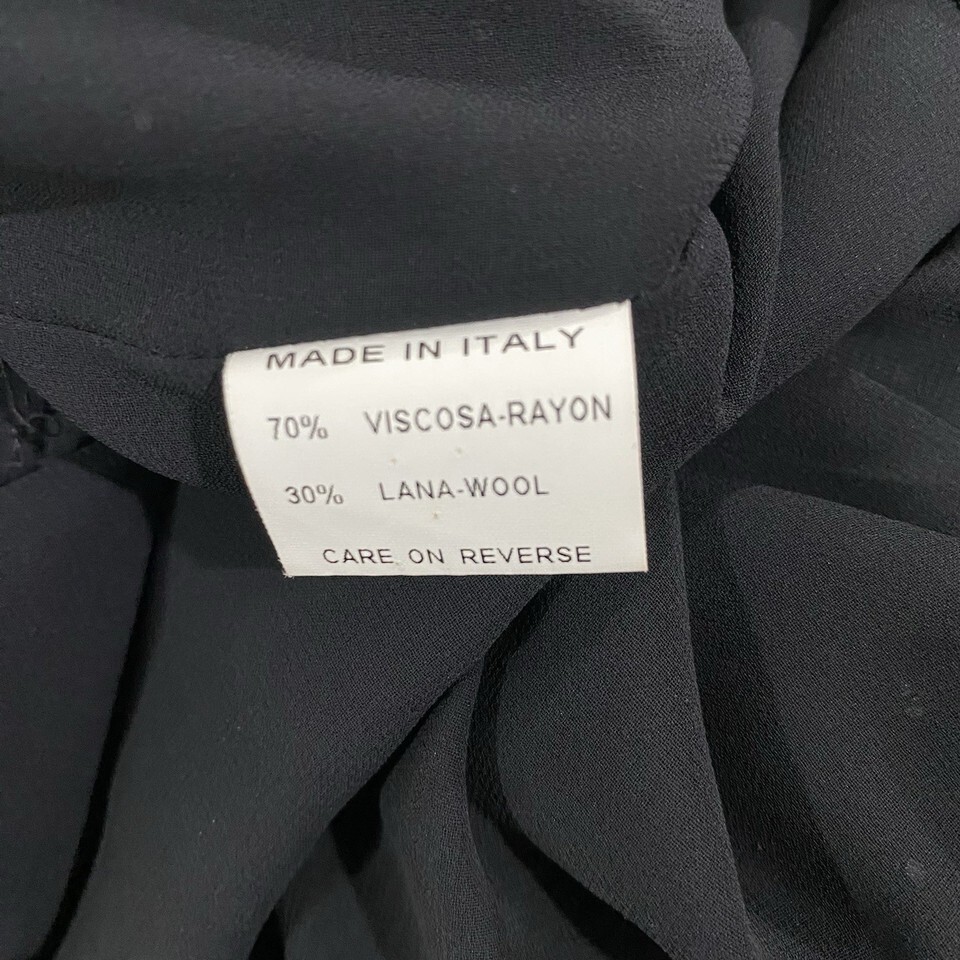 MADE IN ITALY
70% VISCOSA-RAYON
30% LANA-WOOL
CARE ON REVERSE